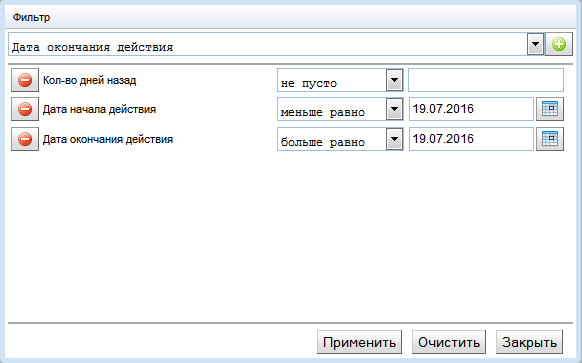 Фильтр
Дата окончания действия
Кол-во дней назад не пусто
Дата начала действия меньше равно 19.07.2016
Дата окончания действия больше равно 19.07.2016
Применить Очистить Закрыть